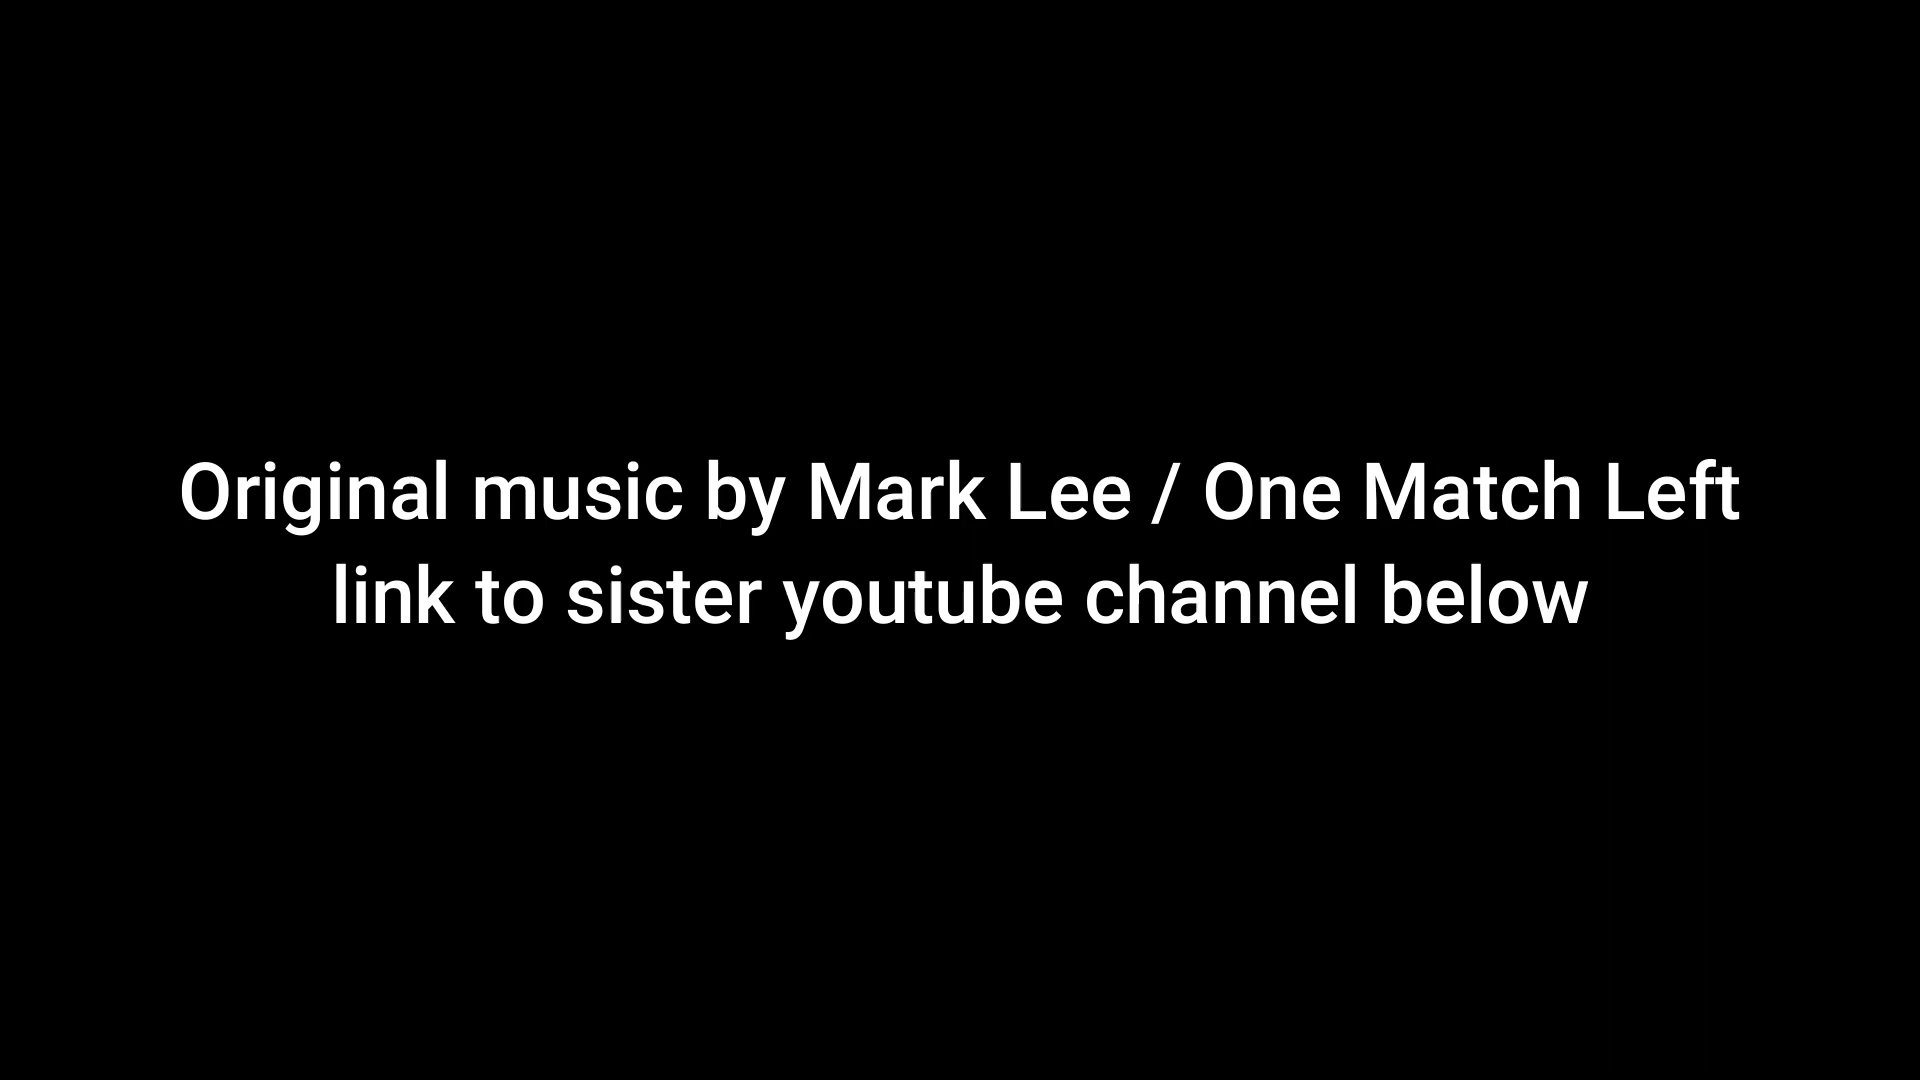 Original music by Mark Lee / One Match Left
link to sister youtube channel below